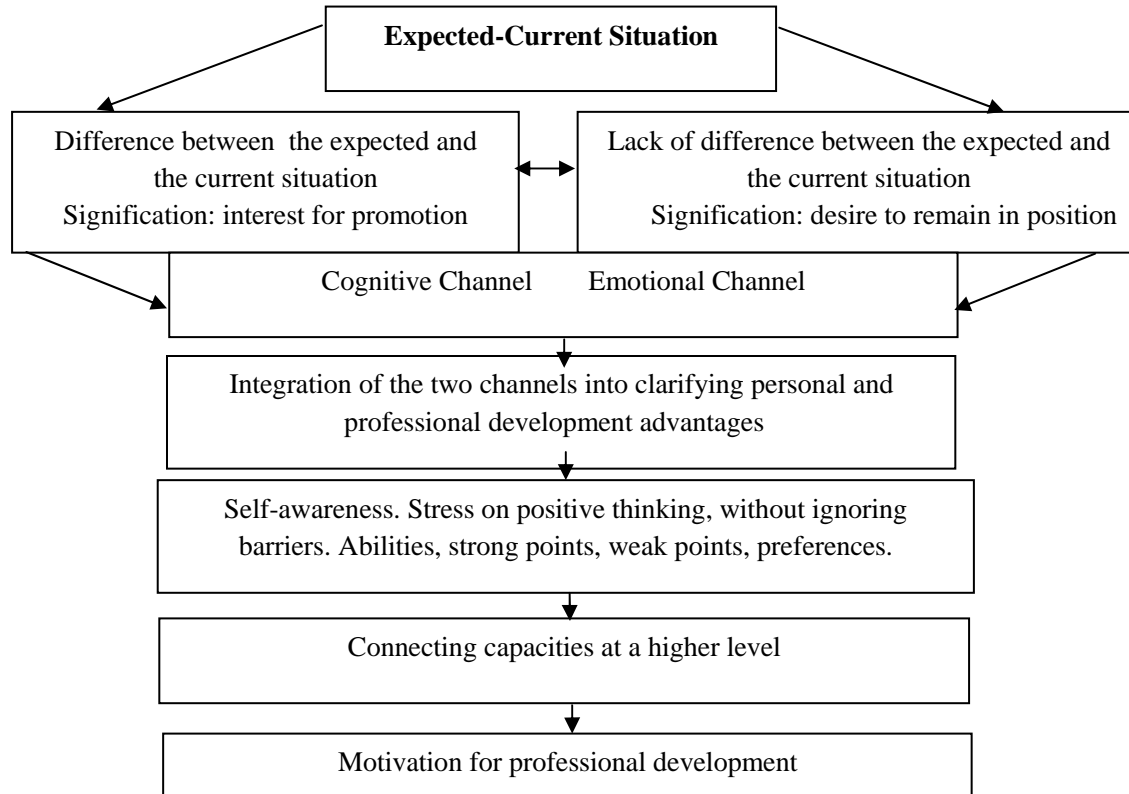 Expected-Current Situation
Difference between the expected and
the current situation
Signification: interest for promotion
Lack of difference between the expected and
the current situation
Signification: desire to remain in position
Cognitive Channel Emotional Channel
Integration of the two channels into clarifying personal and
professional development advantages
Self-awareness. Stress on positive thinking, without ignoring
barriers. Abilities, strong points, weak points, preferences.
Connecting capacities at a higher level
Motivation for professional development